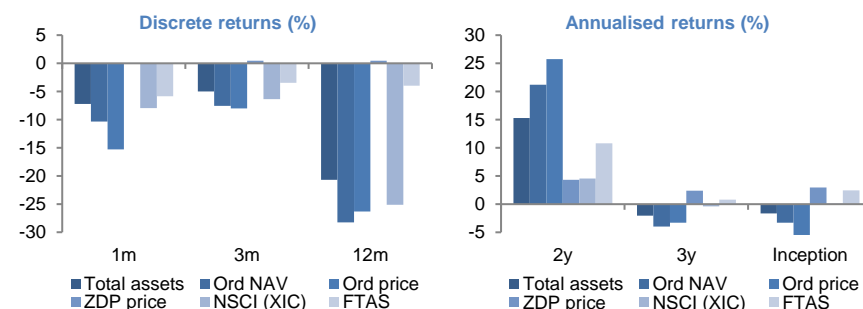 Discrete returns (%)
5
0
-5
-10
-15
-20
-25
-30
1m 3m 12m
Total assets Ord NAV Ord price
ZDP price NSCI (XIC) FTAS
Annualised returns (%)
30
25
20
15
10
5
0
-5
2y 3y Inception
Total assets Ord NAV Ord price
ZDP price NSCI (XIC) FTAS